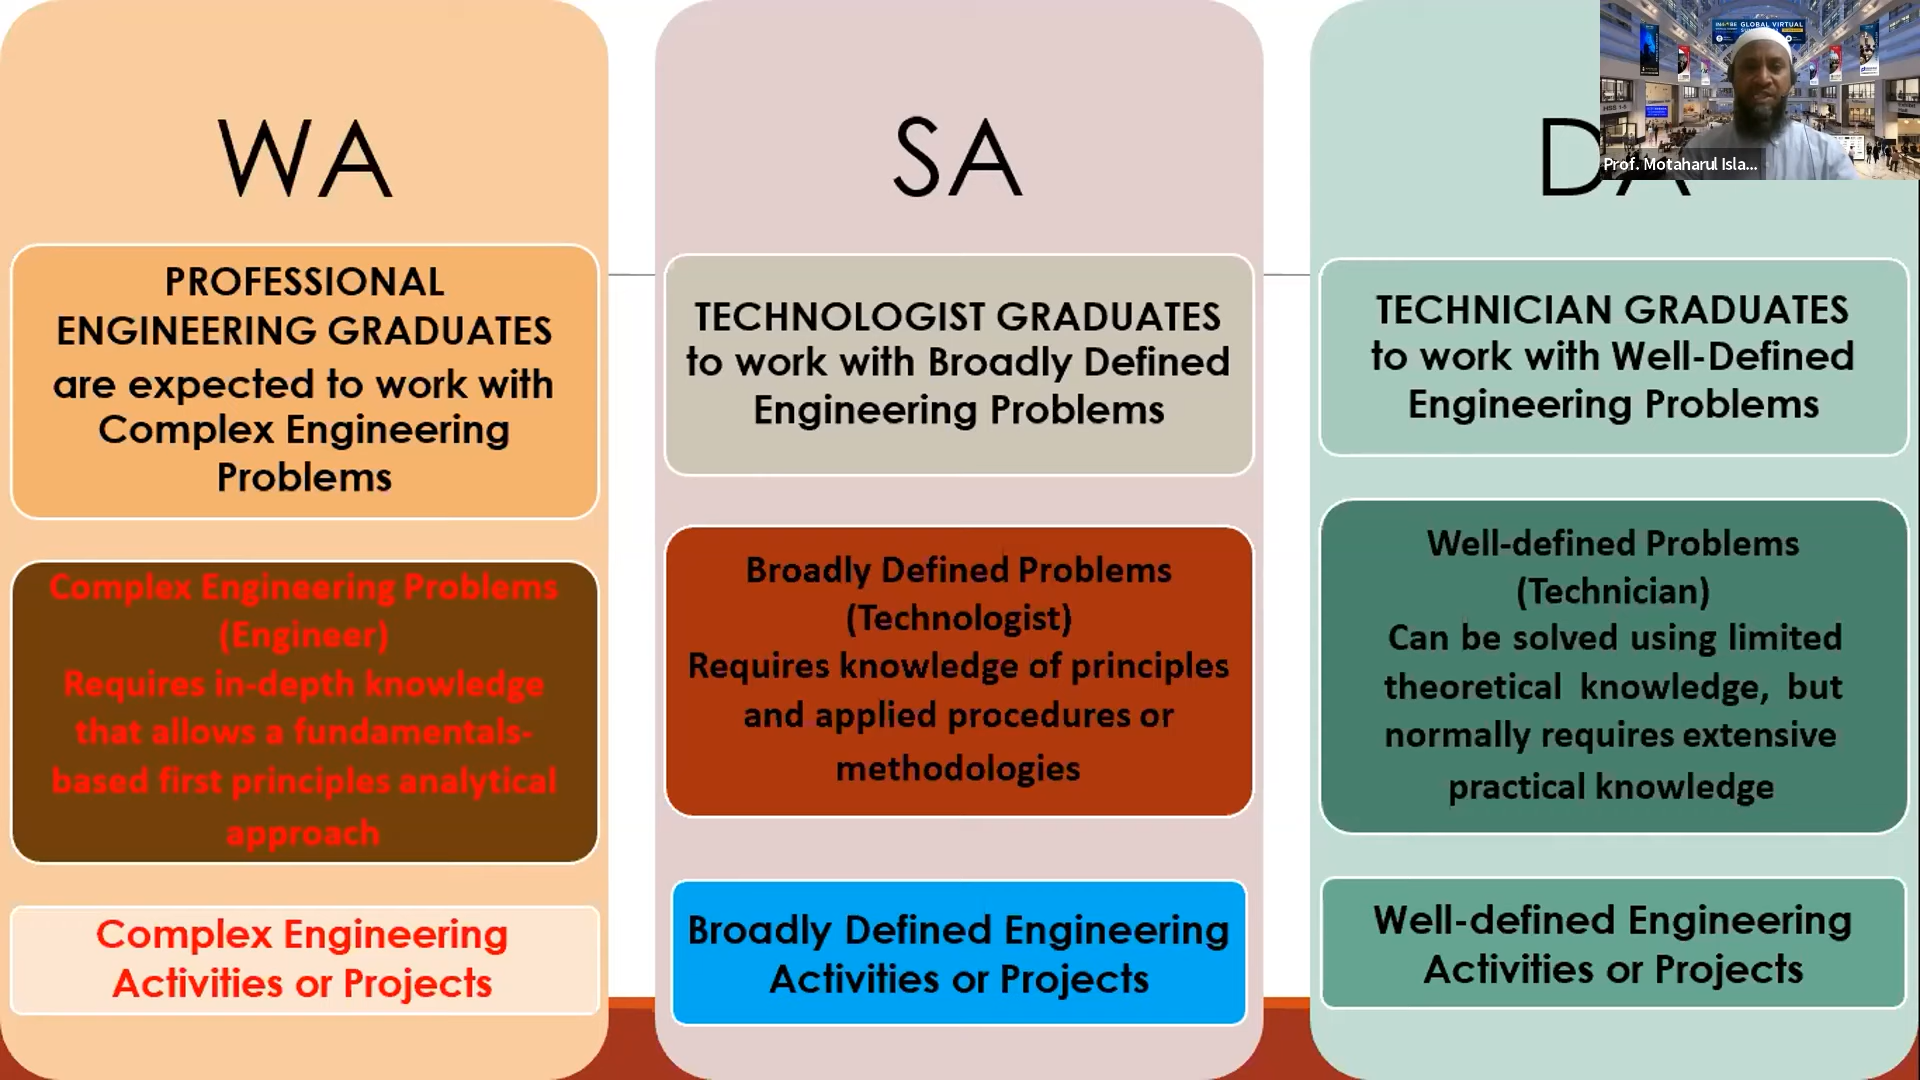 WA
PROFESSIONAL
ENGINEERING GRADUATES
are expected to work with
Complex Engineering
Problems
Complex Engineering Problems
(Engineer)
Requires in-depth knowledge
that allows a fundamentals-
based first principles analytical
approach
Complex Engineering
Activities or Projects
SA
TECHNOLOGIST GRADUATES
to work with Broadly Defined
Engineering Problems
Broadly Defined Problems
(Technologist)
Requires knowledge of principles
and applied procedures or
methodologies
Broadly Defined Engineering
Activities or Projects
DA
TECHNICIAN GRADUATES
to work with Well-Defined
Engineering Problems
Well-defined Problems
(Technician)
Can be solved using limited
theoretical knowledge, but
normally requires extensive
practical knowledge
Well-defined Engineering
Activities or Projects
GLOBAL VIRTUAL
Prof. Motaharul Isla...